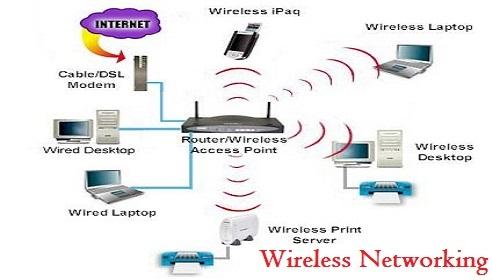 INTERNET
Wireless iPaq
Wireless Laptop
Cable/DSL
Modem
Wired Desktop
Router/Wireless
Access Point
Wireless
Desktop
Wired Laptop
Wireless Print
Server
Wireless Networking